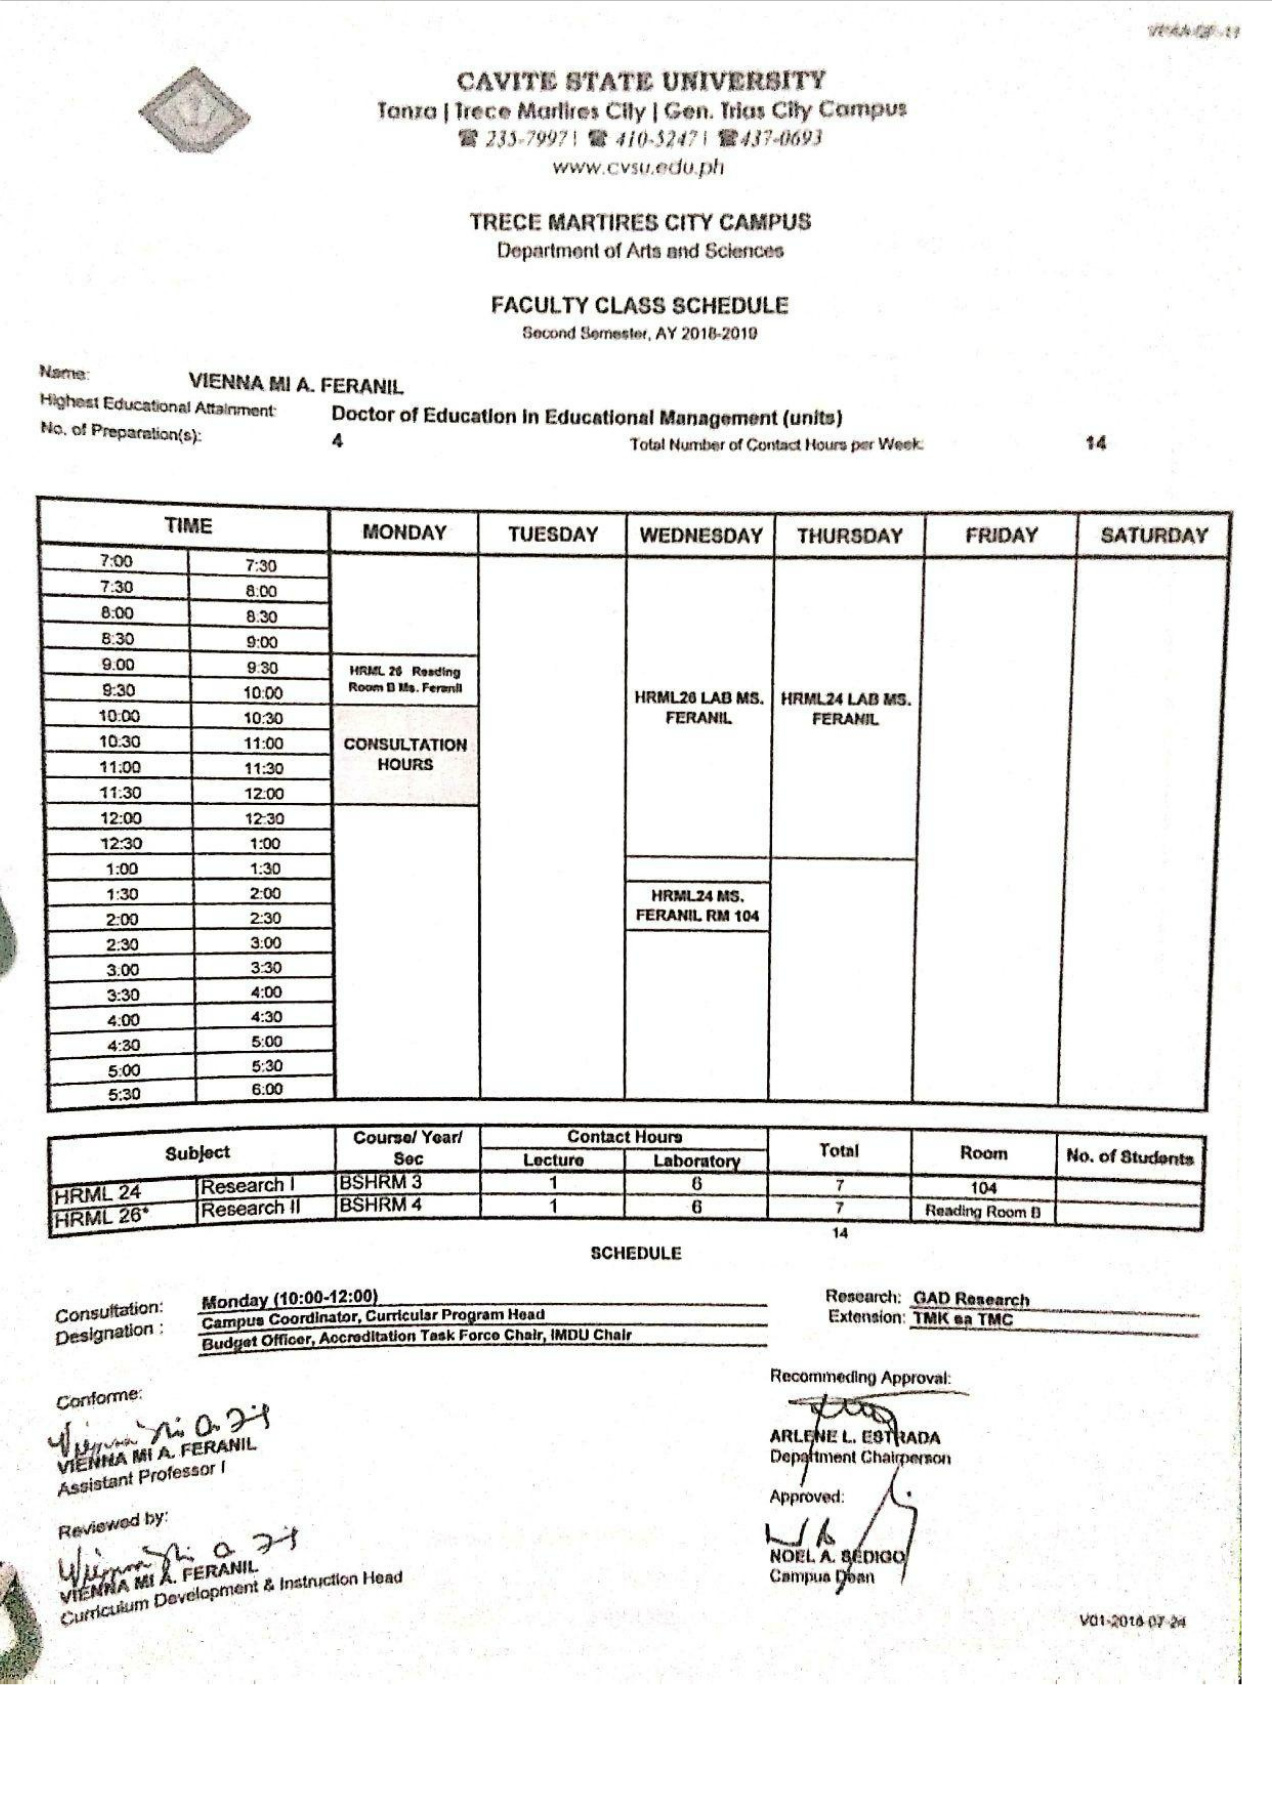 CAVITE STATE UNIVERSITY
Tanza | Trece Martires City | Gen. Trias City Campus
☎ 235-7997| ☎ 410-5247| ☎437-0693
www.cvsu.edu.ph
TRECE MARTIRES CITY CAMPUS
Department of Arts and Sciences
FACULTY CLASS SCHEDULE
Second Semester, AY 2018-2019
Name: VIENNA MI A. FERANIL
Highest Educational Attainment: Doctor of Education in Educational Management (units)
No. of Preparation(s): 4 Total Number of Contact Hours per Week: 14
TIME MONDAY TUESDAY WEDNESDAY THURSDAY FRIDAY SATURDAY
7:00 7:30
7:30 8:00
8:00 8:30
8:30 9:00
9:00 9:30
9:30 10:00
10:00 10:30
10:30 11:00
11:00 11:30
11:30 12:00
12:00 12:30
12:30 1:00
1:00 1:30
1:30 2:00
2:00 2:30
2:30 3:00
3:00 3:30
3:30 4:00
4:00 4:30
4:30 5:00
5:00 5:30
5:30 6:00
HRML 26 Reading
Room B Ms. Feranil
CONSULTATION
HOURS
HRML26 LAB MS.
FERANIL
HRML24 MS.
FERANIL RM 104
HRML24 LAB MS.
FERANIL
Subject Course/ Year/ Sec Contact Hours Total Room No. of Students
Lecture Laboratory
HRML 24 Research I BSHRM 3 1 6 7 104
HRML 26* Research II BSHRM 4 1 6 7 Reading Room B
14
SCHEDULE
Consultation: Monday (10:00-12:00)
Designation : Campus Coordinator, Curricular Program Head
Budget Officer, Accreditation Task Force Chair, IMDU Chair
Research: GAD Research
Extension: TMK sa TMC
Conforme:
VIENNA MI A. FERANIL
Assistant Professor I
Reviewed by:
VIENNA MI A. FERANIL
Curriculum Development & Instruction Head
Recommeding Approval:
ARLENE L. ESTRADA
Department Chairperson
Approved:
NOEL A. SEDIGO
Campus Dean
V01-2018-07-24